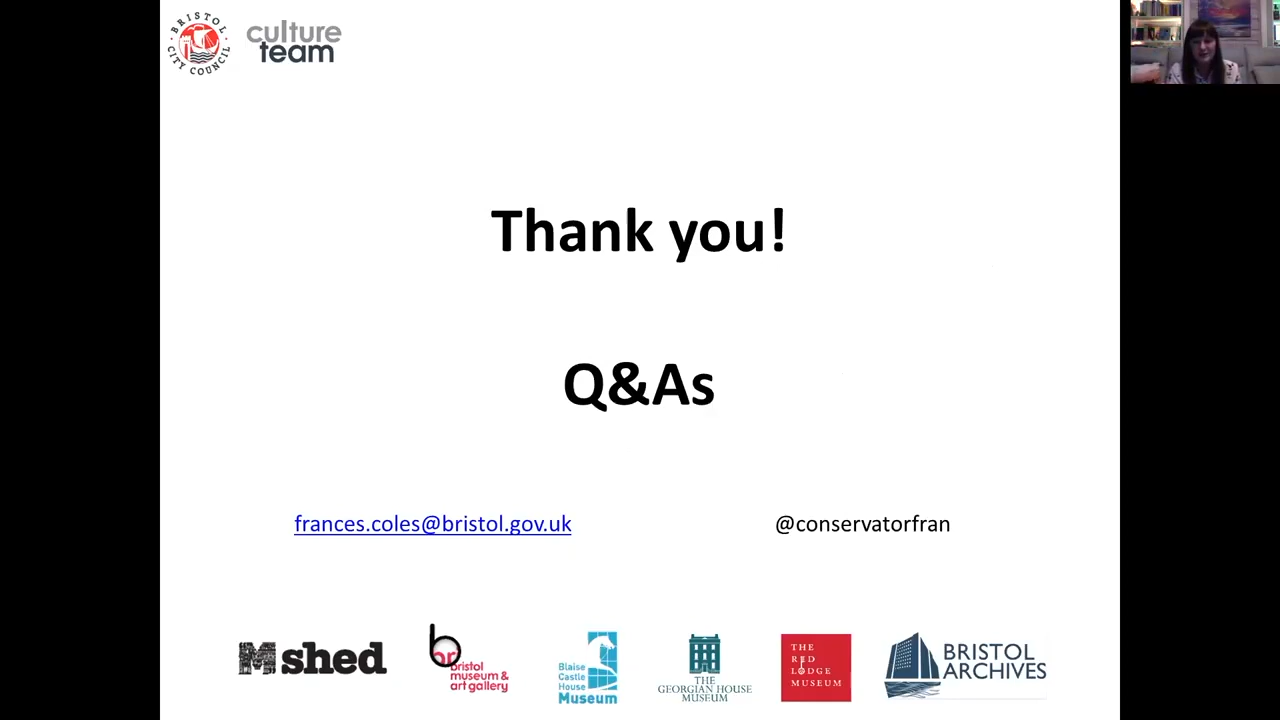 BRISTOL CITY COUNCIL
culture
team
Thank you!
Q&As
frances.coles@bristol.gov.uk
@conservatorfran
M shed
br
bristol
museum &
art gallery
Blaise
Castle
House
Museum
THE
GEORGIAN HOUSE
MUSEUM
THE
RED
LODGE
MUSEUM
BRISTOL
ARCHIVES